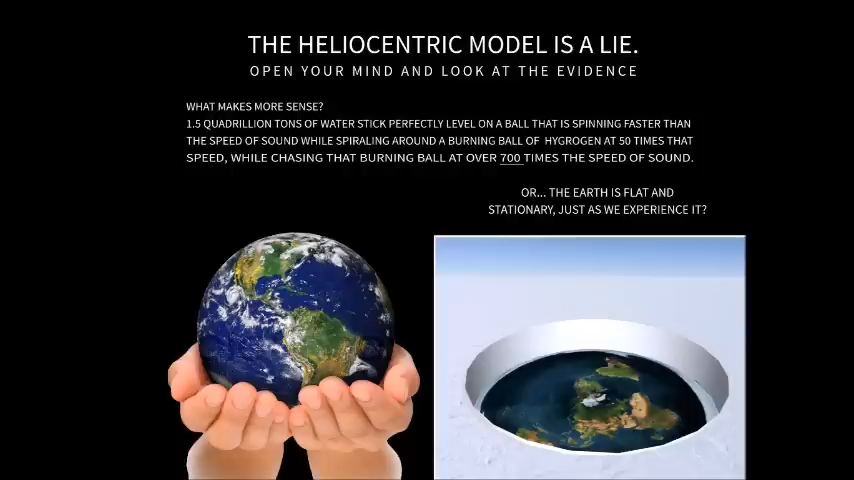 THE HELIOCENTRIC MODEL IS A LIE.
OPEN YOUR MIND AND LOOK AT THE EVIDENCE
WHAT MAKES MORE SENSE?
1.5 QUADRILLION TONS OF WATER STICK PERFECTLY LEVEL ON A BALL THAT IS SPINNING FASTER THAN
THE SPEED OF SOUND WHILE SPIRALING AROUND A BURNING BALL OF HYGROGEN AT 50 TIMES THAT
SPEED, WHILE CHASING THAT BURNING BALL AT OVER 700 TIMES THE SPEED OF SOUND.
OR... THE EARTH IS FLAT AND
STATIONARY, JUST AS WE EXPERIENCE IT?